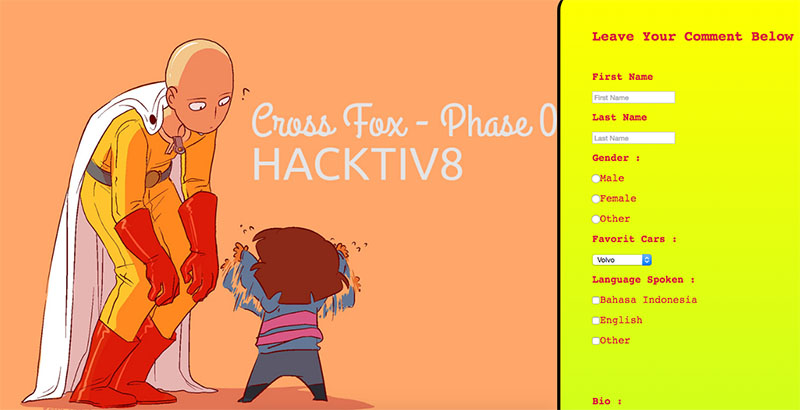 Cross Fox - Phase 0
HACKTIV8
Leave Your Comment Below
First Name
First Name
Last Name
Last Name
Gender :
Male
Female
Other
Favorit Cars :
Volvo
Language Spoken :
Bahasa Indonesia
English
Other
Bio :